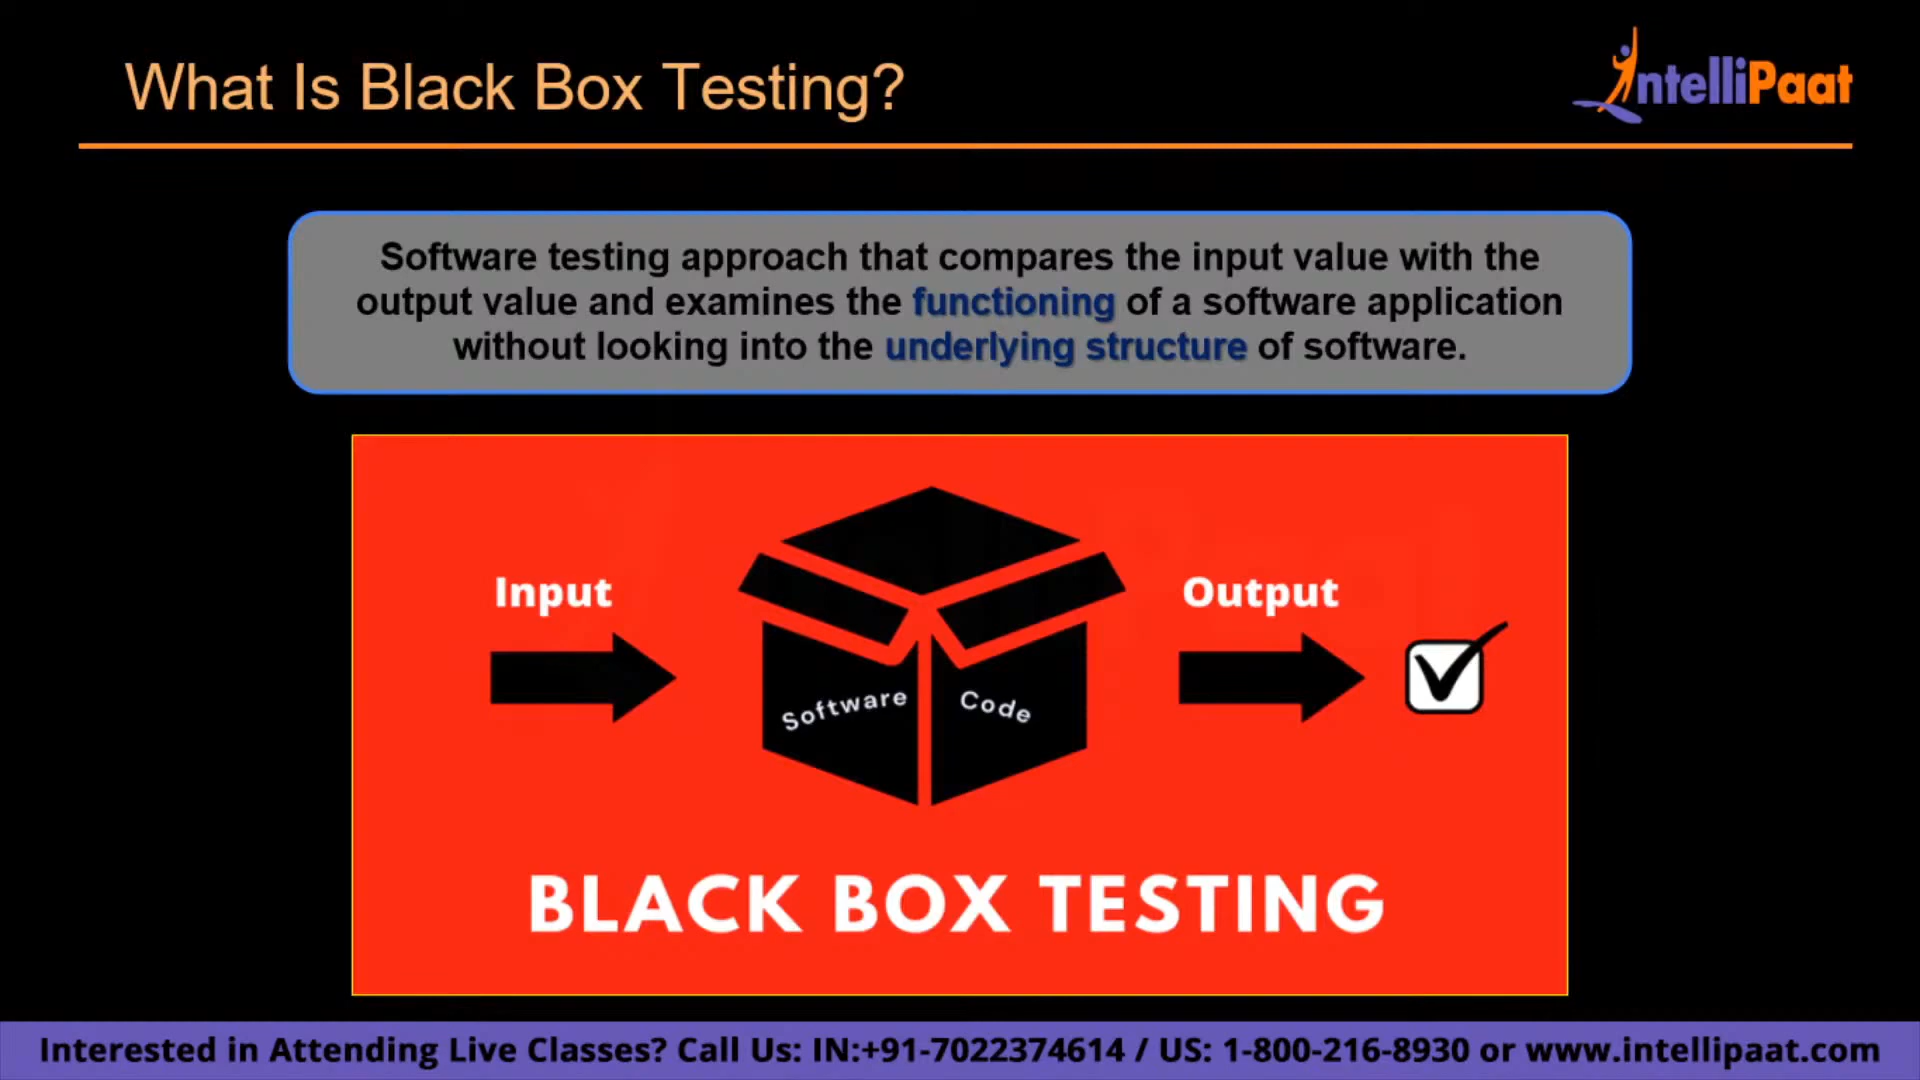 What Is Black Box Testing?
IntelliPaat
Software testing approach that compares the input value with the
output value and examines the functioning of a software application
without looking into the underlying structure of software.
Input
Output
Software Code
BLACK BOX TESTING
Interested in Attending Live Classes? Call Us: IN:+91-7022374614 / US: 1-800-216-8930 or www.intellipaat.com